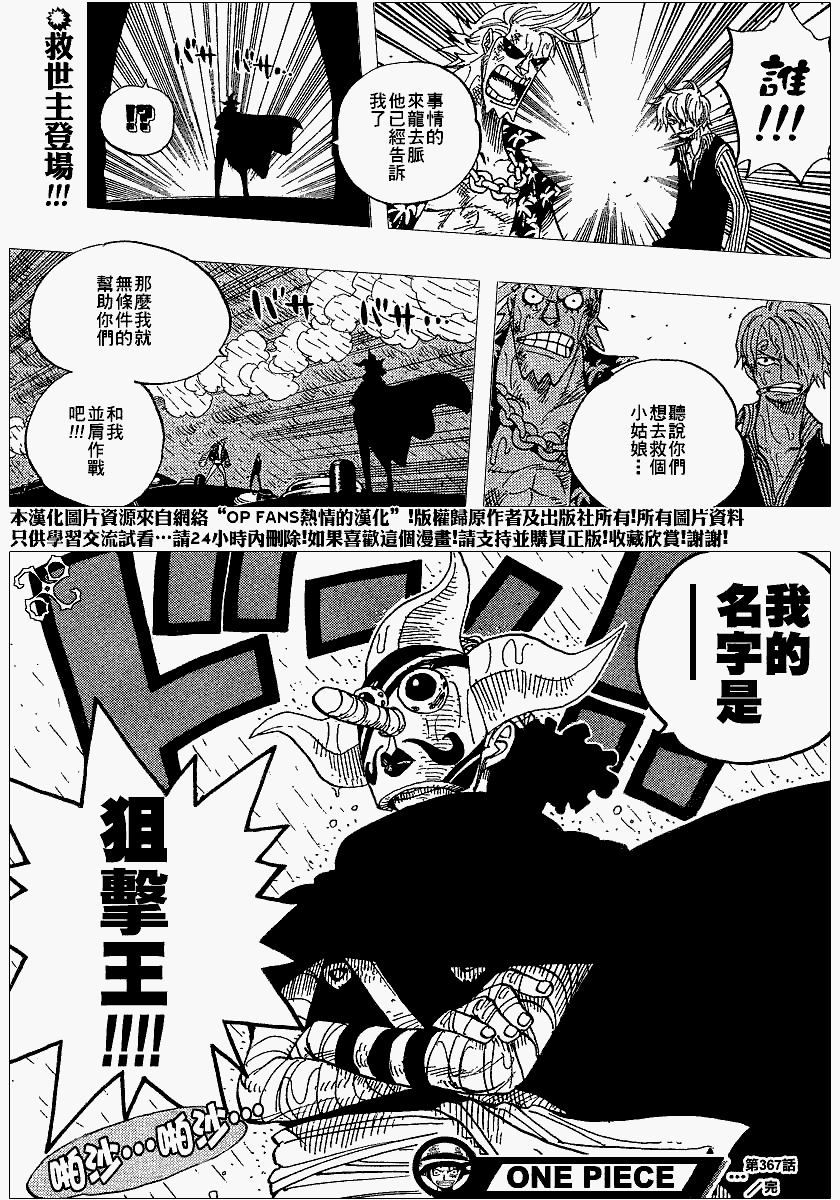 誰!!!
事情的
來龍去脈
他已經告訴
我了
!?
バサ
バサ…
救世主登場!!!
聽說你們
想去救個
小姑娘…
バサ
バサ…
那麼我就
無條件的
幫助你們
和我
並肩作戰
吧!!!
本漢化圖片資源來自網絡“OP FANS熱情的漢化”!版權歸原作者及出版社所有!所有圖片資料
只供學習交流試看…請24小時內刪除!如果喜歡這個漫畫!請支持並購買正版!收藏欣賞!謝謝!
我的
名字是
狙擊王!!!!
ドドン
啪沙…啪沙…
ONE PIECE
第367話
…／完